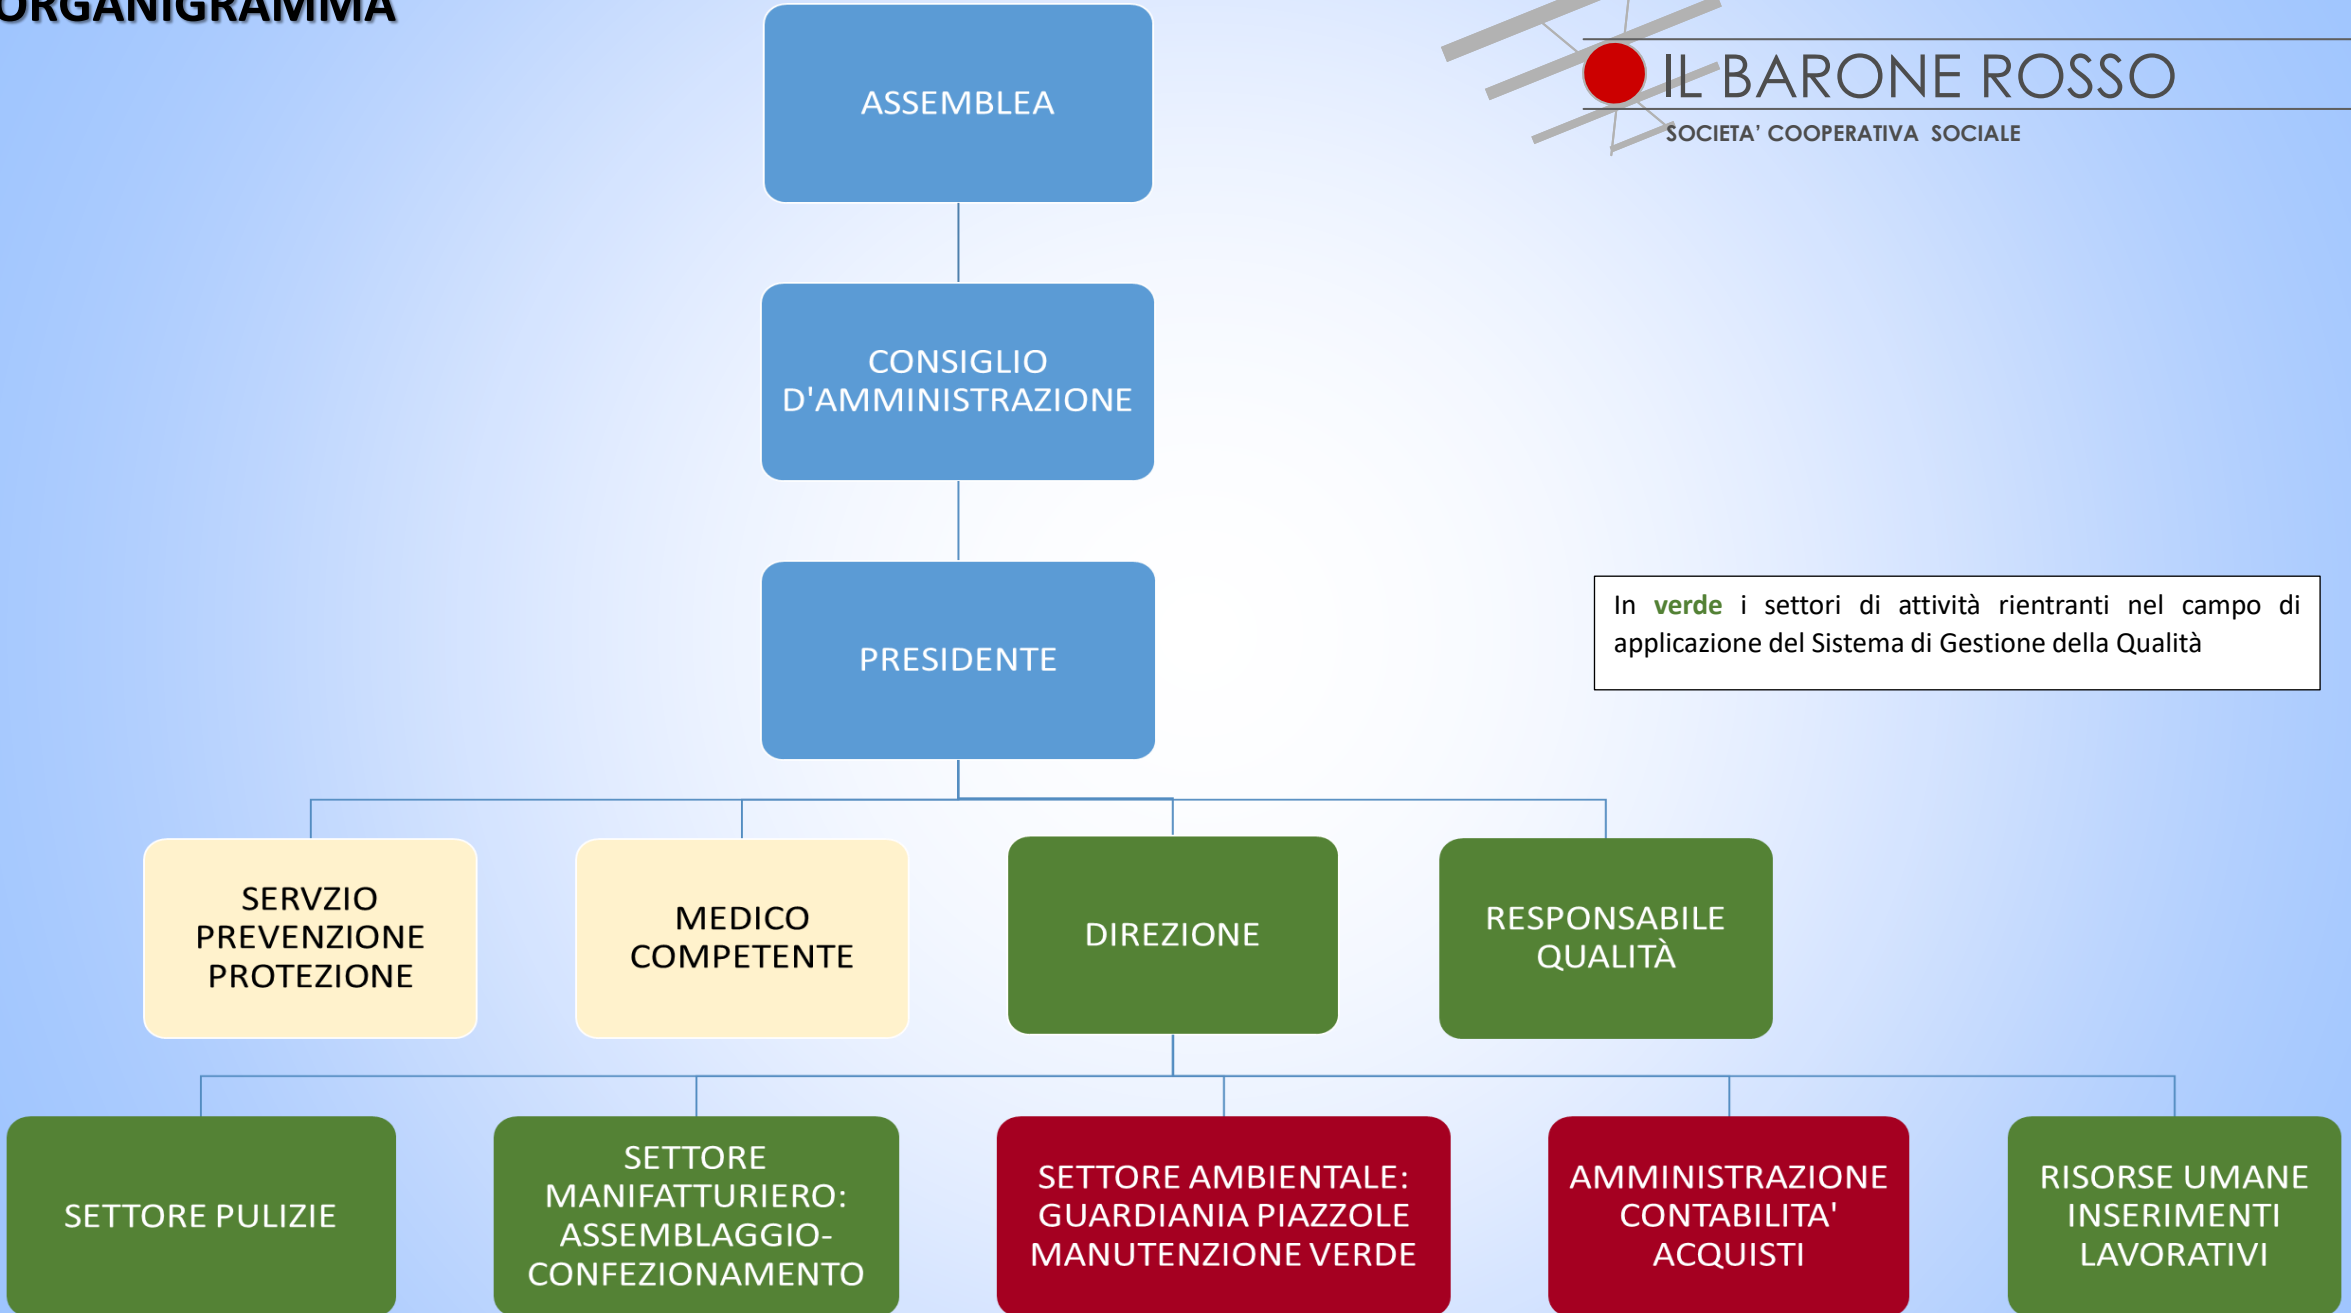 ORGANIGRAMMA
IL BARONE ROSSO
SOCIETA' COOPERATIVA SOCIALE
ASSEMBLEA
CONSIGLIO
D'AMMINISTRAZIONE
PRESIDENTE
In verde i settori di attività rientranti nel campo di
applicazione del Sistema di Gestione della Qualità
SERVZIO
PREVENZIONE
PROTEZIONE
MEDICO
COMPETENTE
DIREZIONE
RESPONSABILE
QUALITÀ
SETTORE PULIZIE
SETTORE
MANIFATTURIERO:
ASSEMBLAGGIO-
CONFEZIONAMENTO
SETTORE AMBIENTALE:
GUARDIANIA PIAZZOLE
MANUTENZIONE VERDE
AMMINISTRAZIONE
CONTABILITA'
ACQUISTI
RISORSE UMANE
INSERIMENTI
LAVORATIVI